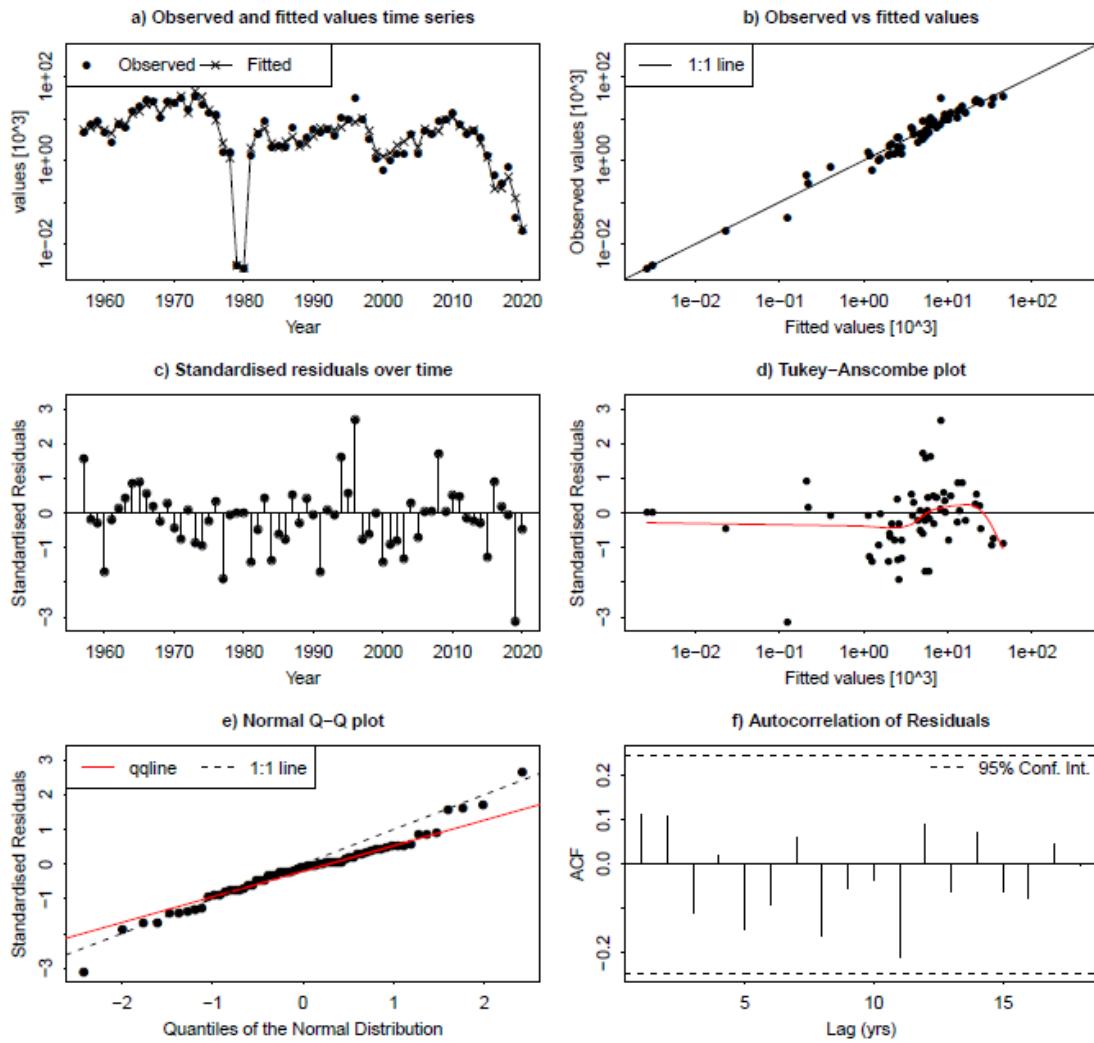 a) Observed and fitted values time series
Observed Fitted
values [10^3]
1e−02 1e+00 1e+02
1960 1970 1980 1990 2000 2010 2020
Year
b) Observed vs fitted values
1:1 line
Observed values [10^3]
1e−02 1e+00 1e+02
1e−02 1e−01 1e+00 1e+01 1e+02
Fitted values [10^3]
c) Standardised residuals over time
Standardised Residuals
−3 −1 0 1 2 3
1960 1970 1980 1990 2000 2010 2020
Year
d) Tukey−Anscombe plot
Standardised Residuals
−3 −1 0 1 2 3
1e−02 1e−01 1e+00 1e+01 1e+02
Fitted values [10^3]
e) Normal Q−Q plot
qqline 1:1 line
Standardised Residuals
−3 −1 0 1 2 3
−2 −1 0 1 2
Quantiles of the Normal Distribution
f) Autocorrelation of Residuals
95% Conf. Int.
ACF
−0.2 0.0 0.1 0.2
5 10 15
Lag (yrs)